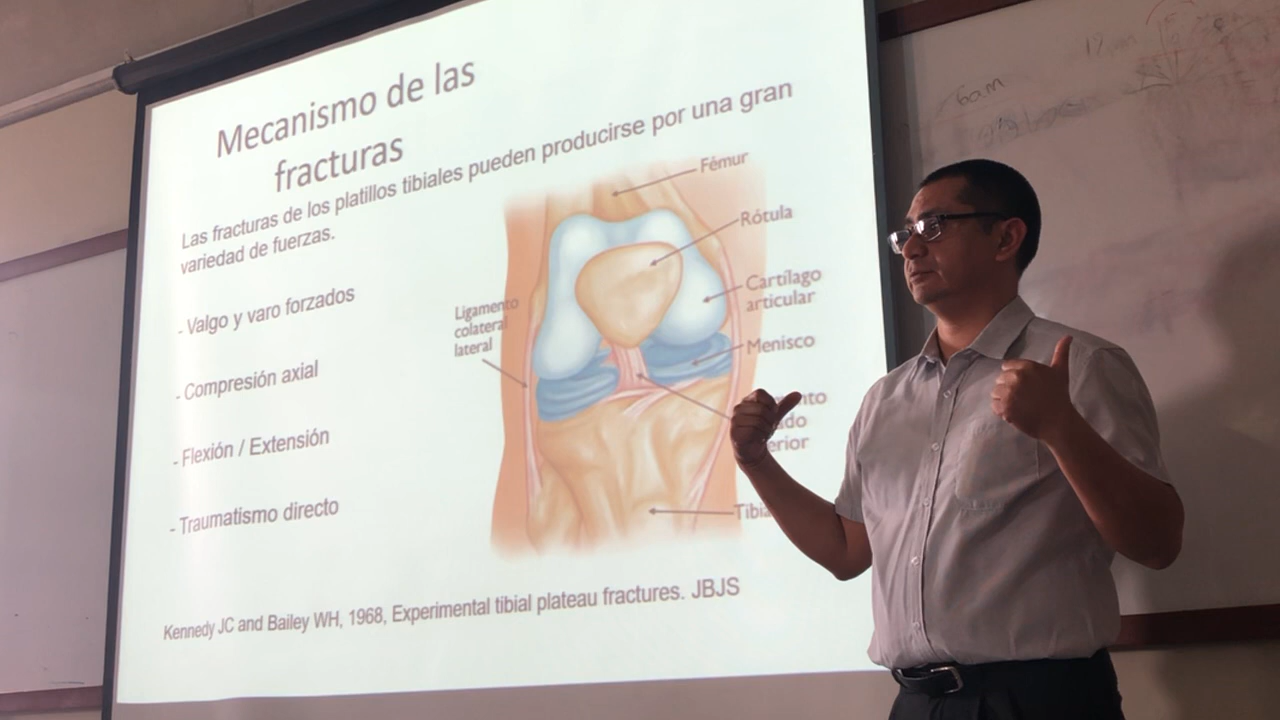 Mecanismo de las
fracturas
Las fracturas de los platillos tibiales pueden producirse por una gran
variedad de fuerzas.
- Valgo y varo forzados
- Compresión axial
- Flexión / Extensión
- Traumatismo directo
Fémur
Rótula
Cartílago
articular
Menisco
Ligamento
colateral
lateral
Kennedy JC and Bailey WH, 1968, Experimental tibial plateau fractures. JBJS
6am